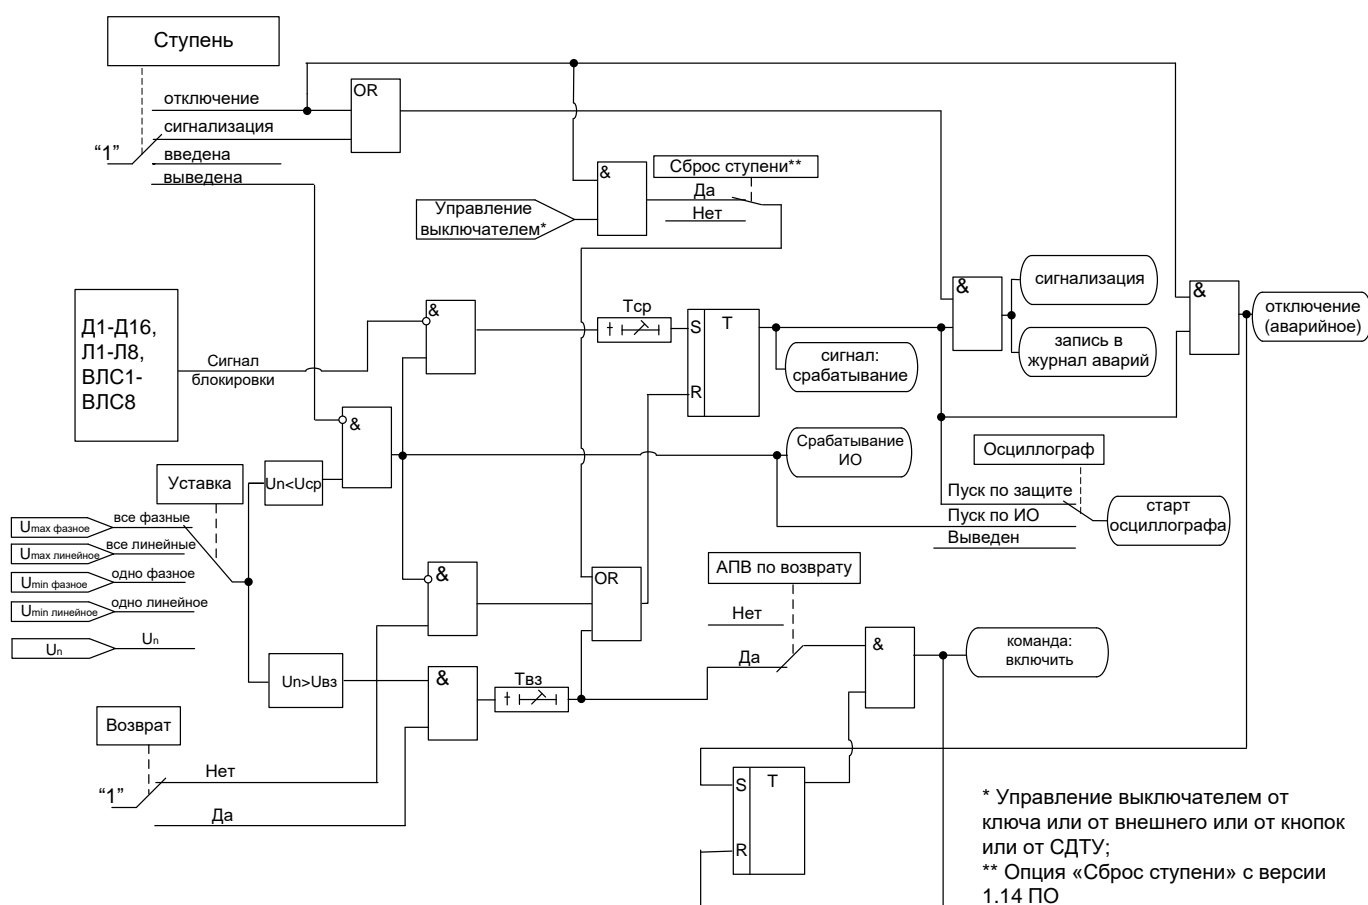 Ступень
отключение
сигнализация
"1"
введена
выведена
OR
&
Сброс ступени**
Да
Нет
Управление
выключателем*
Д1-Д16,
Л1-Л8,
ВЛС1-
ВЛС8
Сигнал
блокировки
&
Tср
S
T
R
сигнал:
срабатывание
&
сигнализация
запись в
журнал аварий
&
отключение
(аварийное)
&
Срабатывание
ИО
Осциллограф
Пуск по защите
Пуск по ИО
Выведен
старт
осциллографа
Уставка
Un<Uср
Umax фазное
все фазные
Umax линейное
все линейные
Umin фазное
одно фазное
Umin линейное
одно линейное
Un
Un
&
OR
АПВ по возврату
Нет
Да
&
команда:
включить
Un>Uвз
&
Tвз
Возврат
"1"
Нет
Да
S
T
R
* Управление выключателем от
ключа или от внешнего или от кнопок
или от СДТУ;
** Опция «Сброс ступени» с версии
1.14 ПО